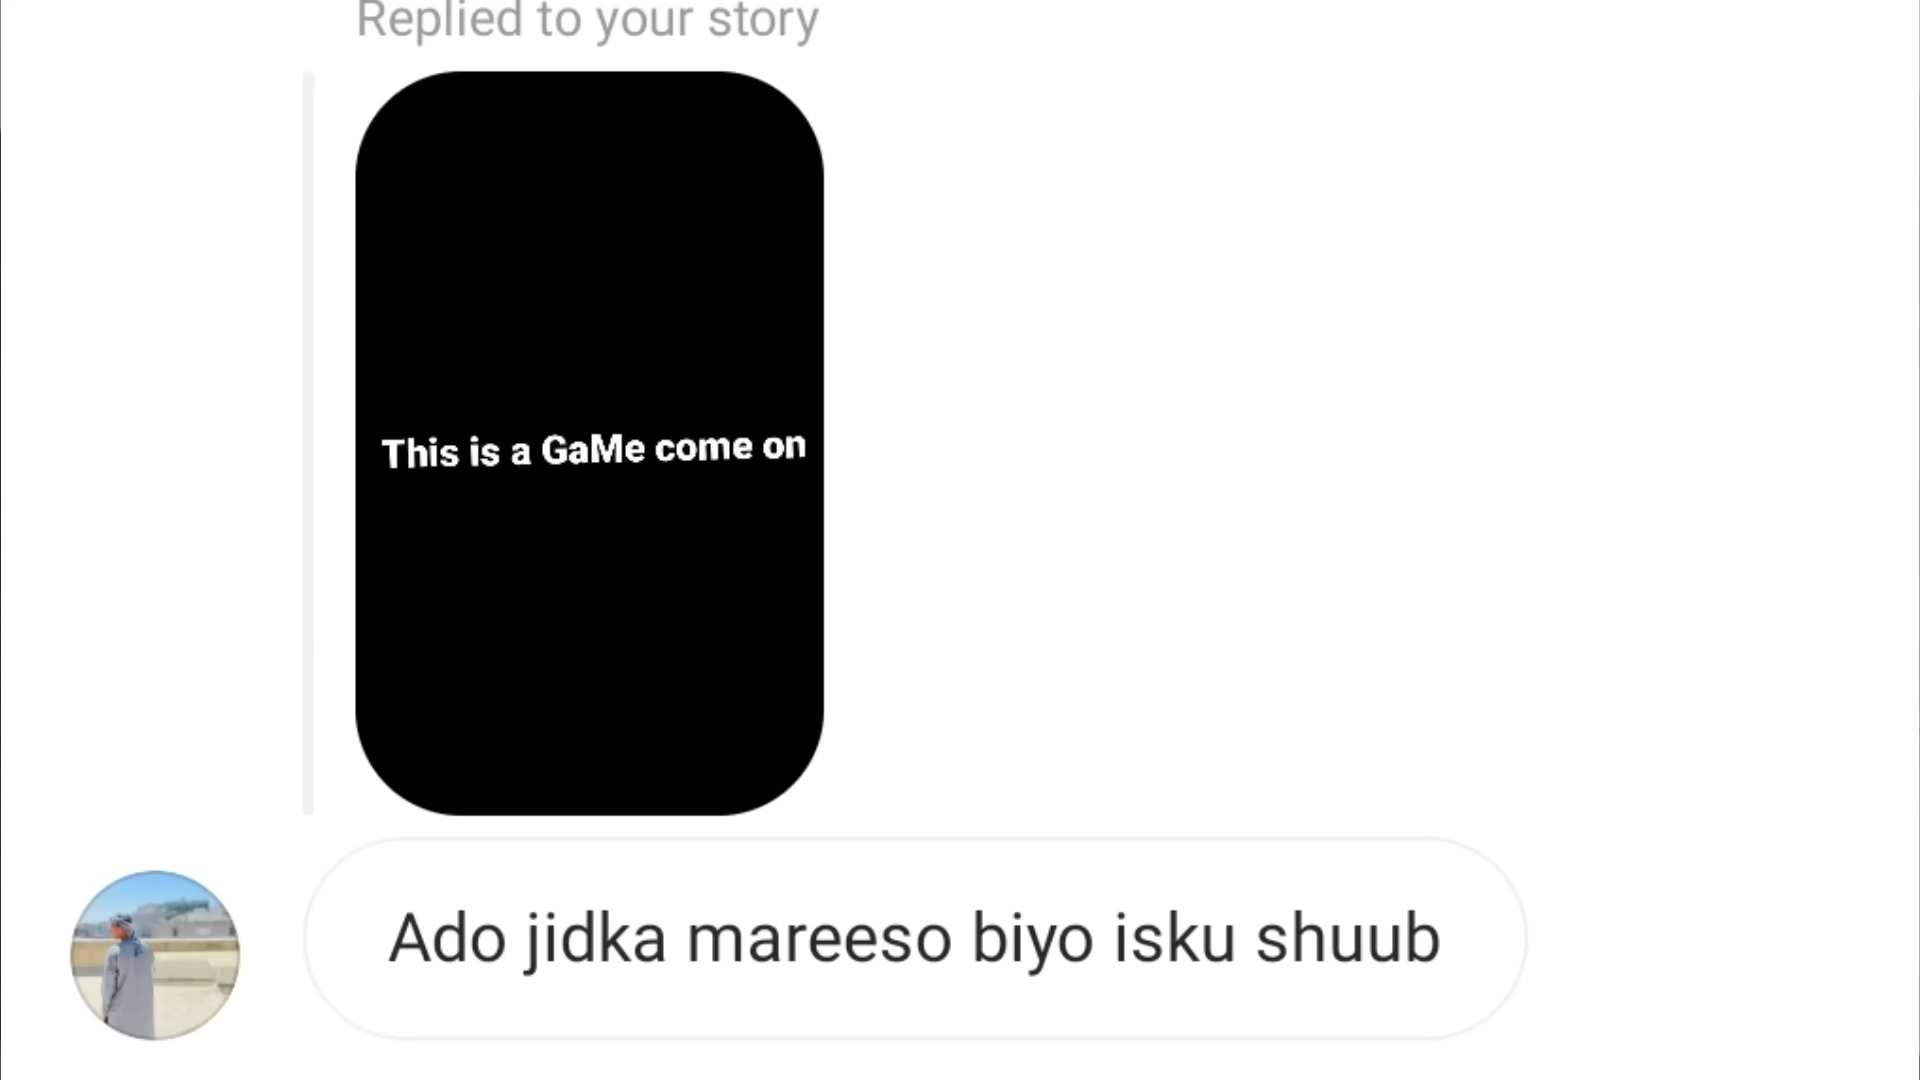 Replied to your story
This is a GaMe come on
Ado jidka mareeso biyo isku shuub